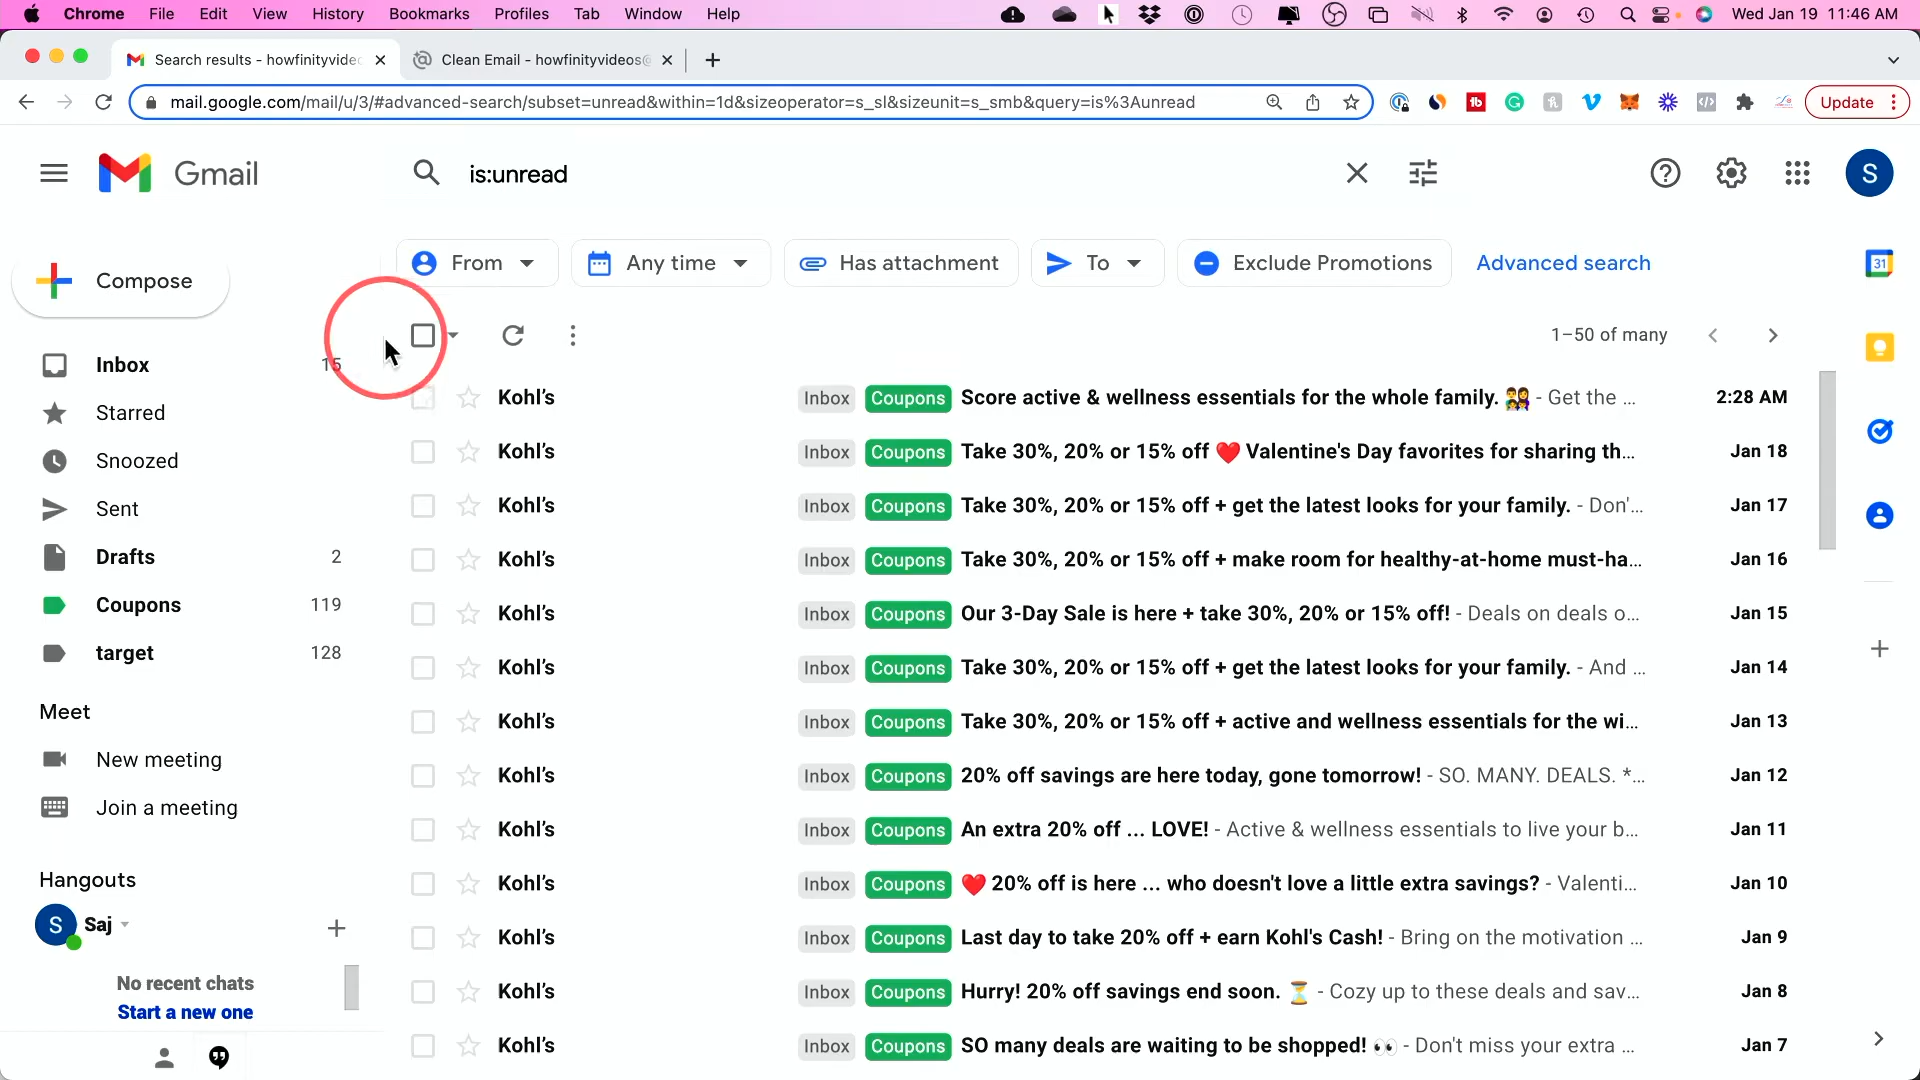 Chrome File Edit View History Bookmarks Profiles Tab Window Help Wed Jan 19 11:46 AM
Search results - howfinityvidec Clean Email - howfinityvideos@
mail.google.com/mail/u/3/#advanced-search/subset=unread&within=1d&sizeoperator=s_sl&sizeunit=s_smb&query=is%3Aunread Update
Gmail is:unread S
Compose From Any time Has attachment To Exclude Promotions Advanced search
31
1–50 of many
Inbox 15
Starred
Snoozed
Sent
Drafts 2
Coupons 119
target 128
Meet
New meeting
Join a meeting
Hangouts
S Saj
No recent chats
Start a new one
Kohl's Inbox Coupons Score active & wellness essentials for the whole family. 👨‍👩‍👧‍👦 - Get the ... 2:28 AM
Kohl's Inbox Coupons Take 30%, 20% or 15% off ❤️ Valentine's Day favorites for sharing th... Jan 18
Kohl's Inbox Coupons Take 30%, 20% or 15% off + get the latest looks for your family. - Don'... Jan 17
Kohl's Inbox Coupons Take 30%, 20% or 15% off + make room for healthy-at-home must-ha... Jan 16
Kohl's Inbox Coupons Our 3-Day Sale is here + take 30%, 20% or 15% off! - Deals on deals o... Jan 15
Kohl's Inbox Coupons Take 30%, 20% or 15% off + get the latest looks for your family. - And ... Jan 14
Kohl's Inbox Coupons Take 30%, 20% or 15% off + active and wellness essentials for the wi... Jan 13
Kohl's Inbox Coupons 20% off savings are here today, gone tomorrow! - SO. MANY. DEALS. *... Jan 12
Kohl's Inbox Coupons An extra 20% off ... LOVE! - Active & wellness essentials to live your b... Jan 11
Kohl's Inbox Coupons ❤️ 20% off is here ... who doesn't love a little extra savings? - Valenti... Jan 10
Kohl's Inbox Coupons Last day to take 20% off + earn Kohl's Cash! - Bring on the motivation ... Jan 9
Kohl's Inbox Coupons Hurry! 20% off savings end soon. ⏳ - Cozy up to these deals and sav... Jan 8
Kohl's Inbox Coupons SO many deals are waiting to be shopped! 👀 - Don't miss your extra ... Jan 7